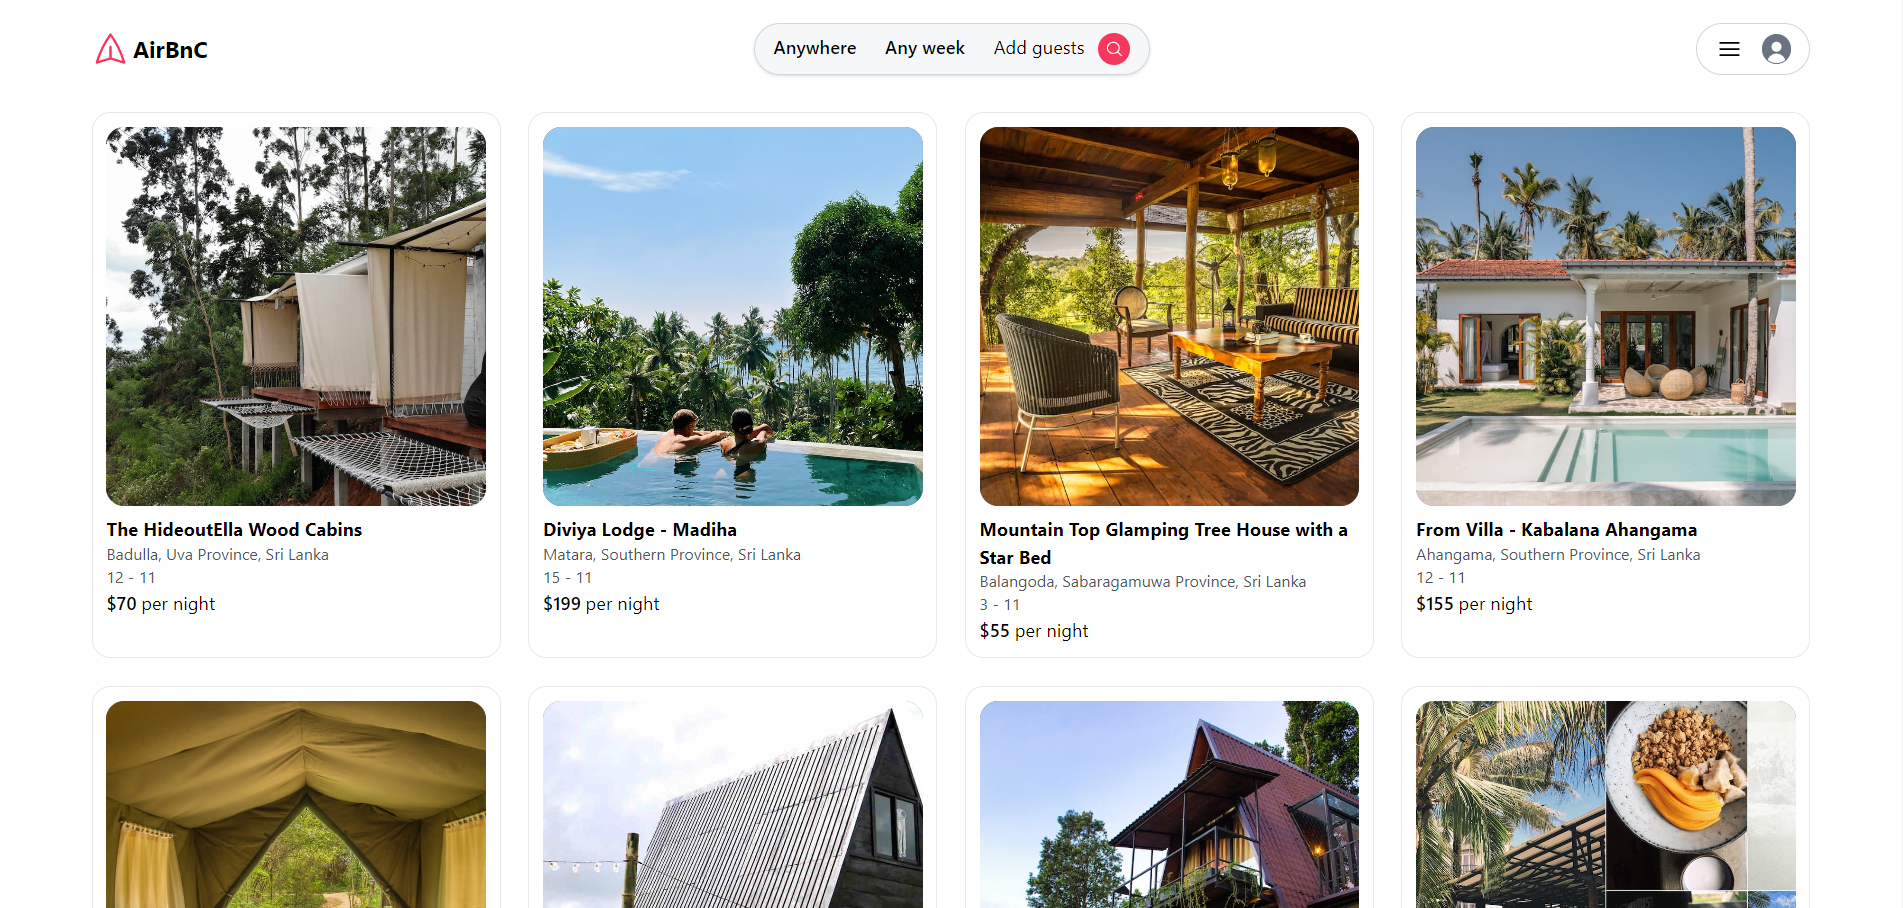 AirBnC
Anywhere Any week Add guests
The HideoutElla Wood Cabins
Badulla, Uva Province, Sri Lanka
12 - 11
$70 per night
Diviya Lodge - Madiha
Matara, Southern Province, Sri Lanka
15 - 11
$199 per night
Mountain Top Glamping Tree House with a
Star Bed
Balangoda, Sabaragamuwa Province, Sri Lanka
3 - 11
$55 per night
From Villa - Kabalana Ahangama
Ahangama, Southern Province, Sri Lanka
12 - 11
$155 per night